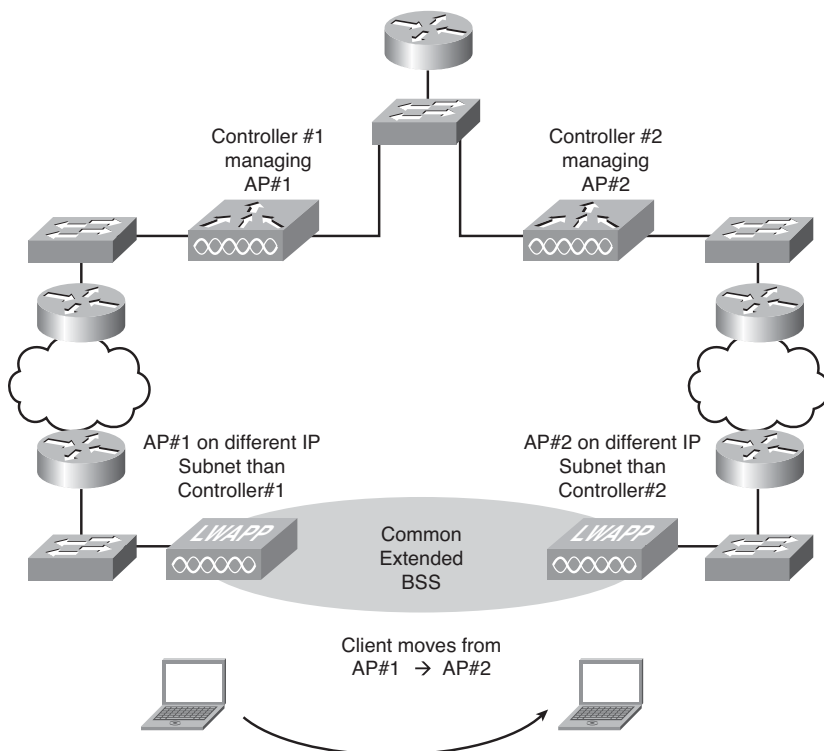 Controller #1
managing
AP#1
Controller #2
managing
AP#2
AP#1 on different IP
Subnet than
Controller#1
AP#2 on different IP
Subnet than
Controller#2
LWAPP
Common
Extended
BSS
LWAPP
Client moves from
AP#1 → AP#2